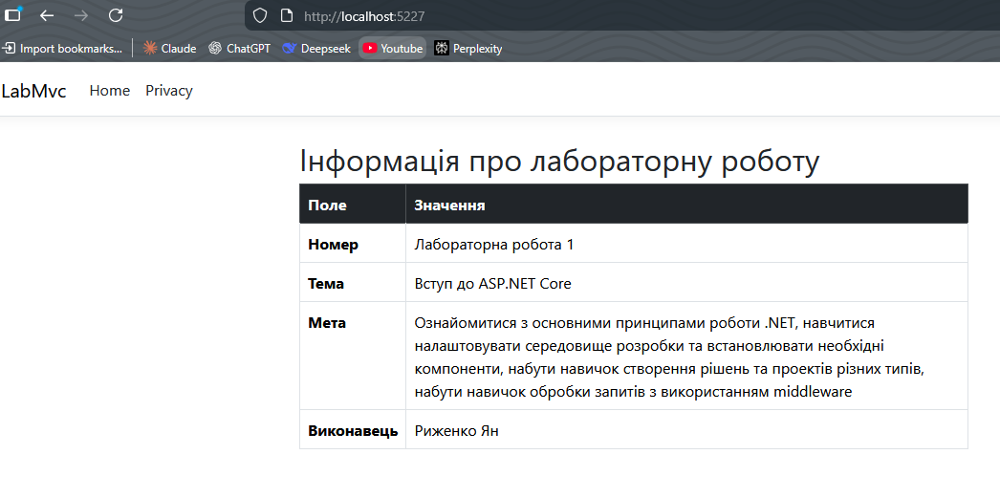 http://localhost:5227
Import bookmarks... Claude ChatGPT Deepseek Youtube Perplexity
LabMvc Home Privacy
Інформація про лабораторну роботу
Поле Значення
Номер Лабораторна робота 1
Тема Вступ до ASP.NET Core
Мета Ознайомитися з основними принципами роботи .NET, навчитися
налаштовувати середовище розробки та встановлювати необхідні
компоненти, набути навичок створення рішень та проектів різних типів,
набути навичок обробки запитів з використанням middleware
Виконавець Риженко Ян